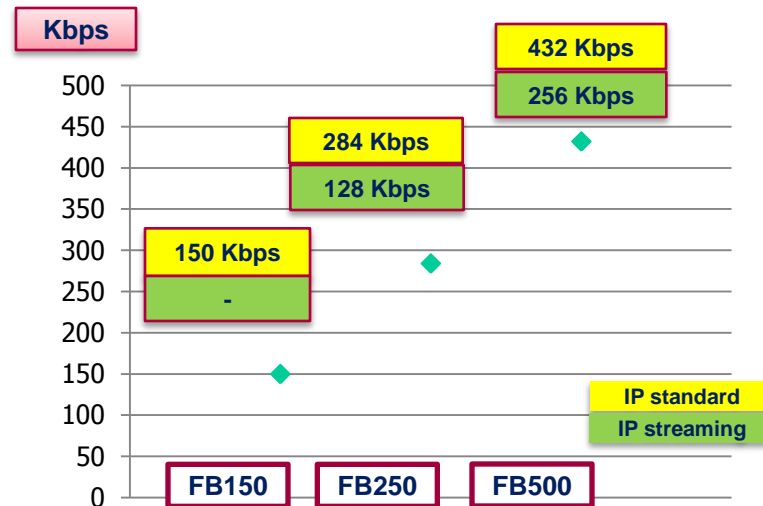 Kbps
432 Kbps
256 Kbps
284 Kbps
128 Kbps
150 Kbps
-
500
450
400
350
300
250
200
150
100
50
0
IP standard
IP streaming
FB150
FB250
FB500